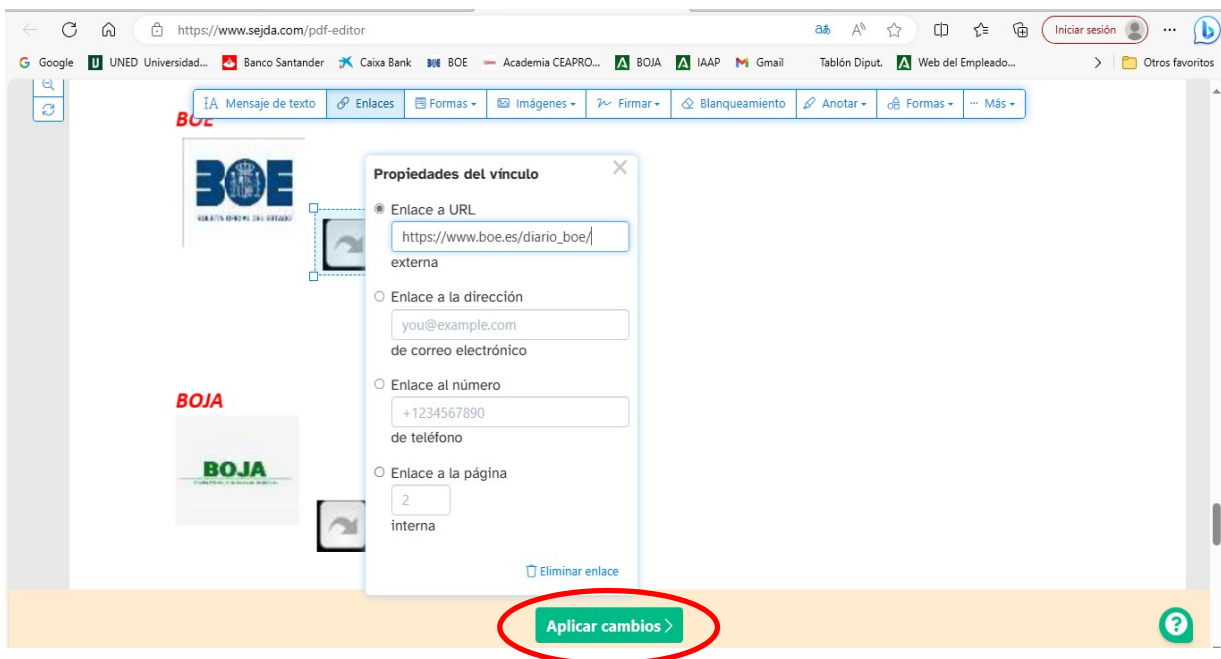 https://www.sejda.com/pdf-editor
Iniciar sesión
Google UNED Universidad... Banco Santander Caixa Bank BOE Academia CEAPRO... BOJA IAAP Gmail Tablón Diput. Web del Empleado... Otros favoritos
Mensaje de texto Enlaces Formas Imágenes Firmar Blanqueamiento Anotar Formas Más
BOE
BOE
BOLETÍN OFICIAL DEL ESTADO
Propiedades del vínculo
Enlace a URL
https://www.boe.es/diario_boe/
externa
Enlace a la dirección
you@example.com
de correo electrónico
Enlace al número
+1234567890
de teléfono
Enlace a la página
2
interna
Eliminar enlace
BOJA
BOJA
Aplicar cambios
?